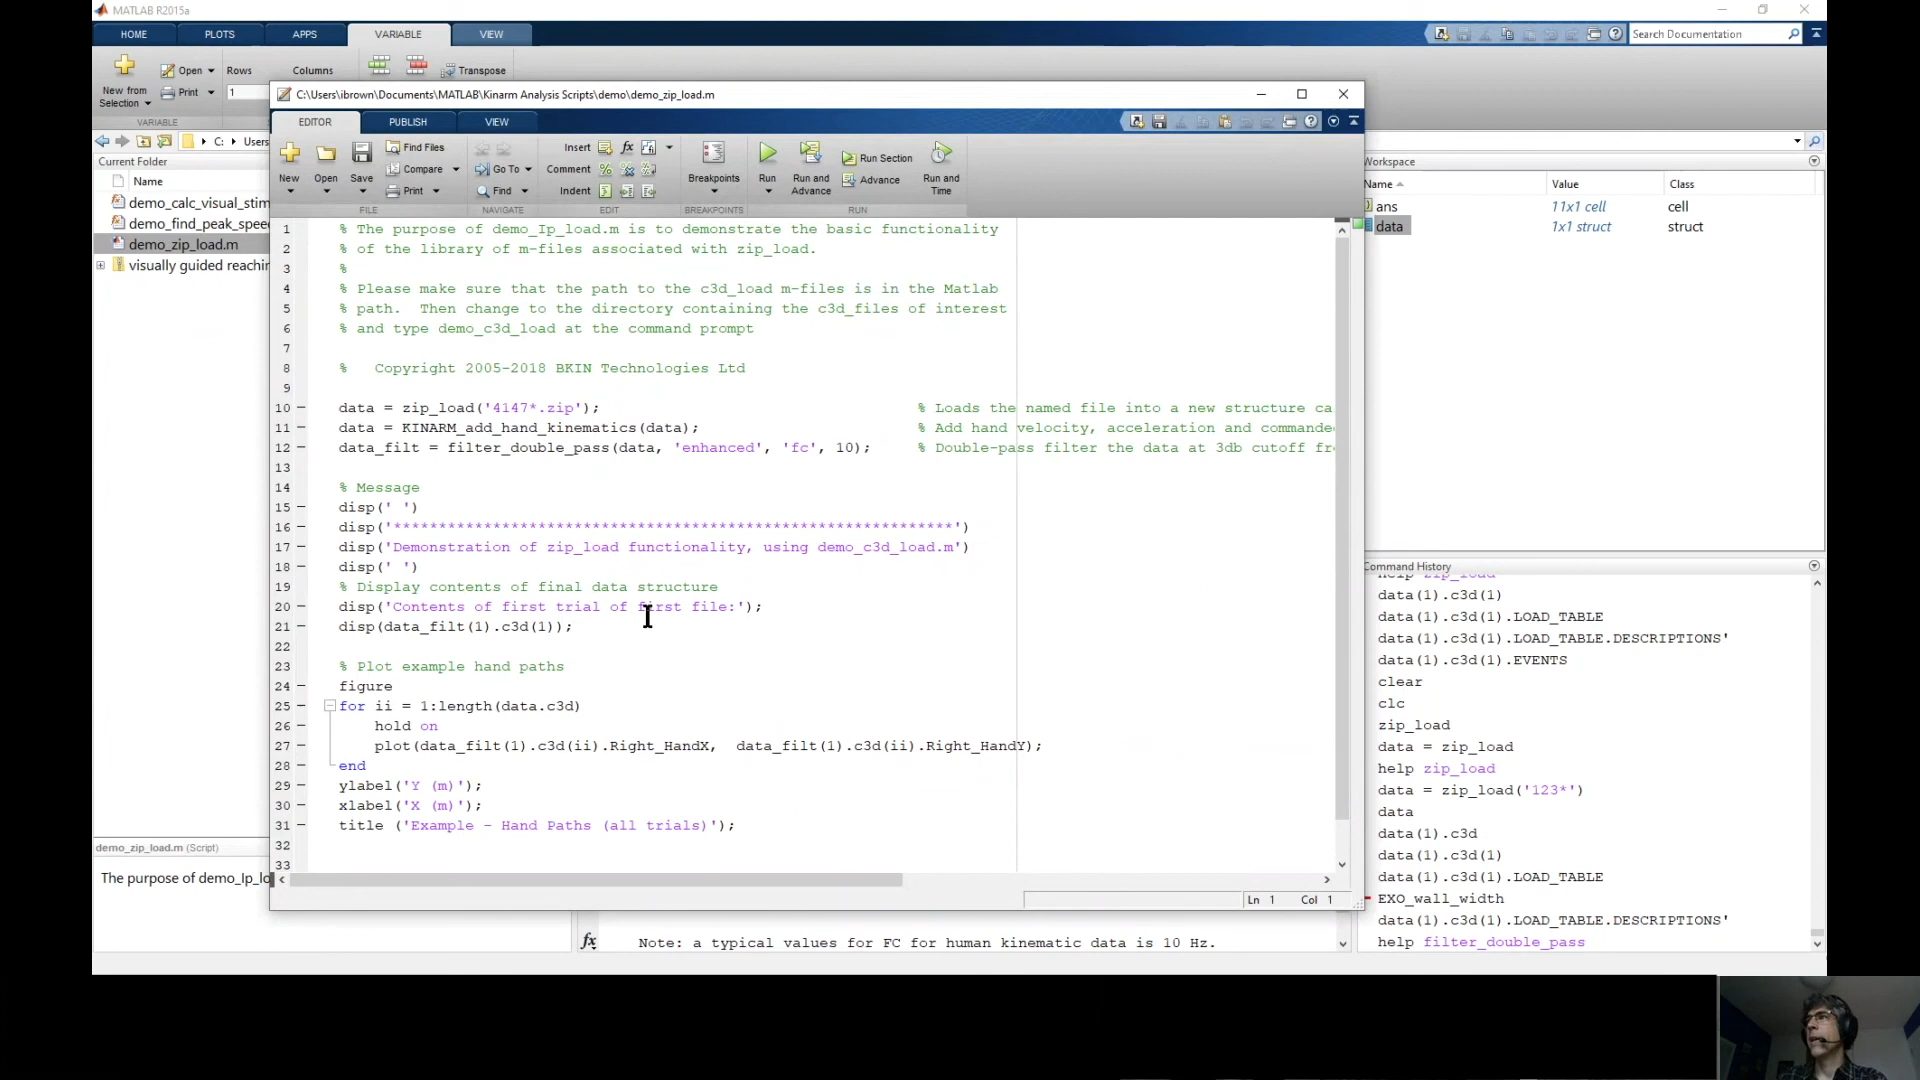 MATLAB R2015a
HOME PLOTS APPS VARIABLE VIEW
Search Documentation
New from
Selection
Open
Print
Rows
1
Columns
Transpose
VARIABLE
C: Users
Current Folder
Name
demo_calc_visual_stim
demo_find_peak_spee
demo_zip_load.m
visually guided reachin
demo_zip_load.m (Script)
The purpose of demo_Ip_lo
C:\Users\ibrown\Documents\MATLAB\Kinarm Analysis Scripts\demo\demo_zip_load.m
EDITOR PUBLISH VIEW
New Open Save
Find Files
Compare
Print
Go To
Find
Insert fx
Comment
Indent
Breakpoints
Run
Run and
Advance
Run Section
Advance
Run and
Time
FILE NAVIGATE EDIT BREAKPOINTS RUN
1 % The purpose of demo_Ip_load.m is to demonstrate the basic functionality
2 % of the library of m-files associated with zip_load.
3 %
4 % Please make sure that the path to the c3d_load m-files is in the Matlab
5 % path.  Then change to the directory containing the c3d_files of interest
6 % and type demo_c3d_load at the command prompt
7
8 %   Copyright 2005-2018 BKIN Technologies Ltd
9
10 data = zip_load('4147*.zip'); % Loads the named file into a new structure ca
11 data = KINARM_add_hand_kinematics(data); % Add hand velocity, acceleration and commande
12 data_filt = filter_double_pass(data, 'enhanced', 'fc', 10); % Double-pass filter the data at 3db cutoff fr
13
14 % Message
15 disp(' ')
16 disp('**************************************************************')
17 disp('Demonstration of zip_load functionality, using demo_c3d_load.m')
18 disp(' ')
19 % Display contents of final data structure
20 disp('Contents of first trial of first file:');
21 disp(data_filt(1).c3d(1));
22
23 % Plot example hand paths
24 figure
25 for ii = 1:length(data.c3d)
26 hold on
27 plot(data_filt(1).c3d(ii).Right_HandX,  data_filt(1).c3d(ii).Right_HandY);
28 end
29 ylabel('Y (m)');
30 xlabel('X (m)');
31 title ('Example - Hand Paths (all trials)');
32
33
Ln 1 Col 1
fx Note: a typical values for FC for human kinematic data is 10 Hz.
Workspace
Name Value Class
ans 11x1 cell cell
data 1x1 struct struct
Command History
help zip_load
data(1).c3d(1)
data(1).c3d(1).LOAD_TABLE
data(1).c3d(1).LOAD_TABLE.DESCRIPTIONS'
data(1).c3d(1).EVENTS
clear
clc
zip_load
data = zip_load
help zip_load
data = zip_load('123*')
data
data(1).c3d
data(1).c3d(1)
data(1).c3d(1).LOAD_TABLE
EXO_wall_width
data(1).c3d(1).LOAD_TABLE.DESCRIPTIONS'
help filter_double_pass